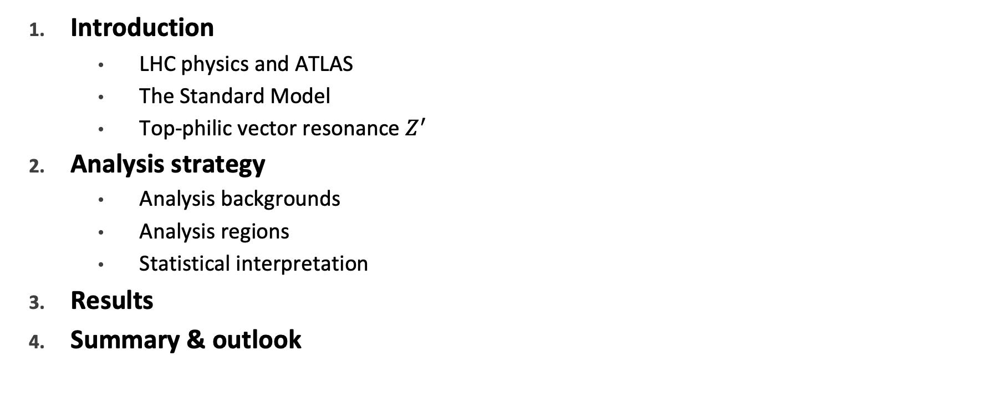 1. Introduction
• LHC physics and ATLAS
• The Standard Model
• Top-philic vector resonance Z′
2. Analysis strategy
• Analysis backgrounds
• Analysis regions
• Statistical interpretation
3. Results
4. Summary & outlook